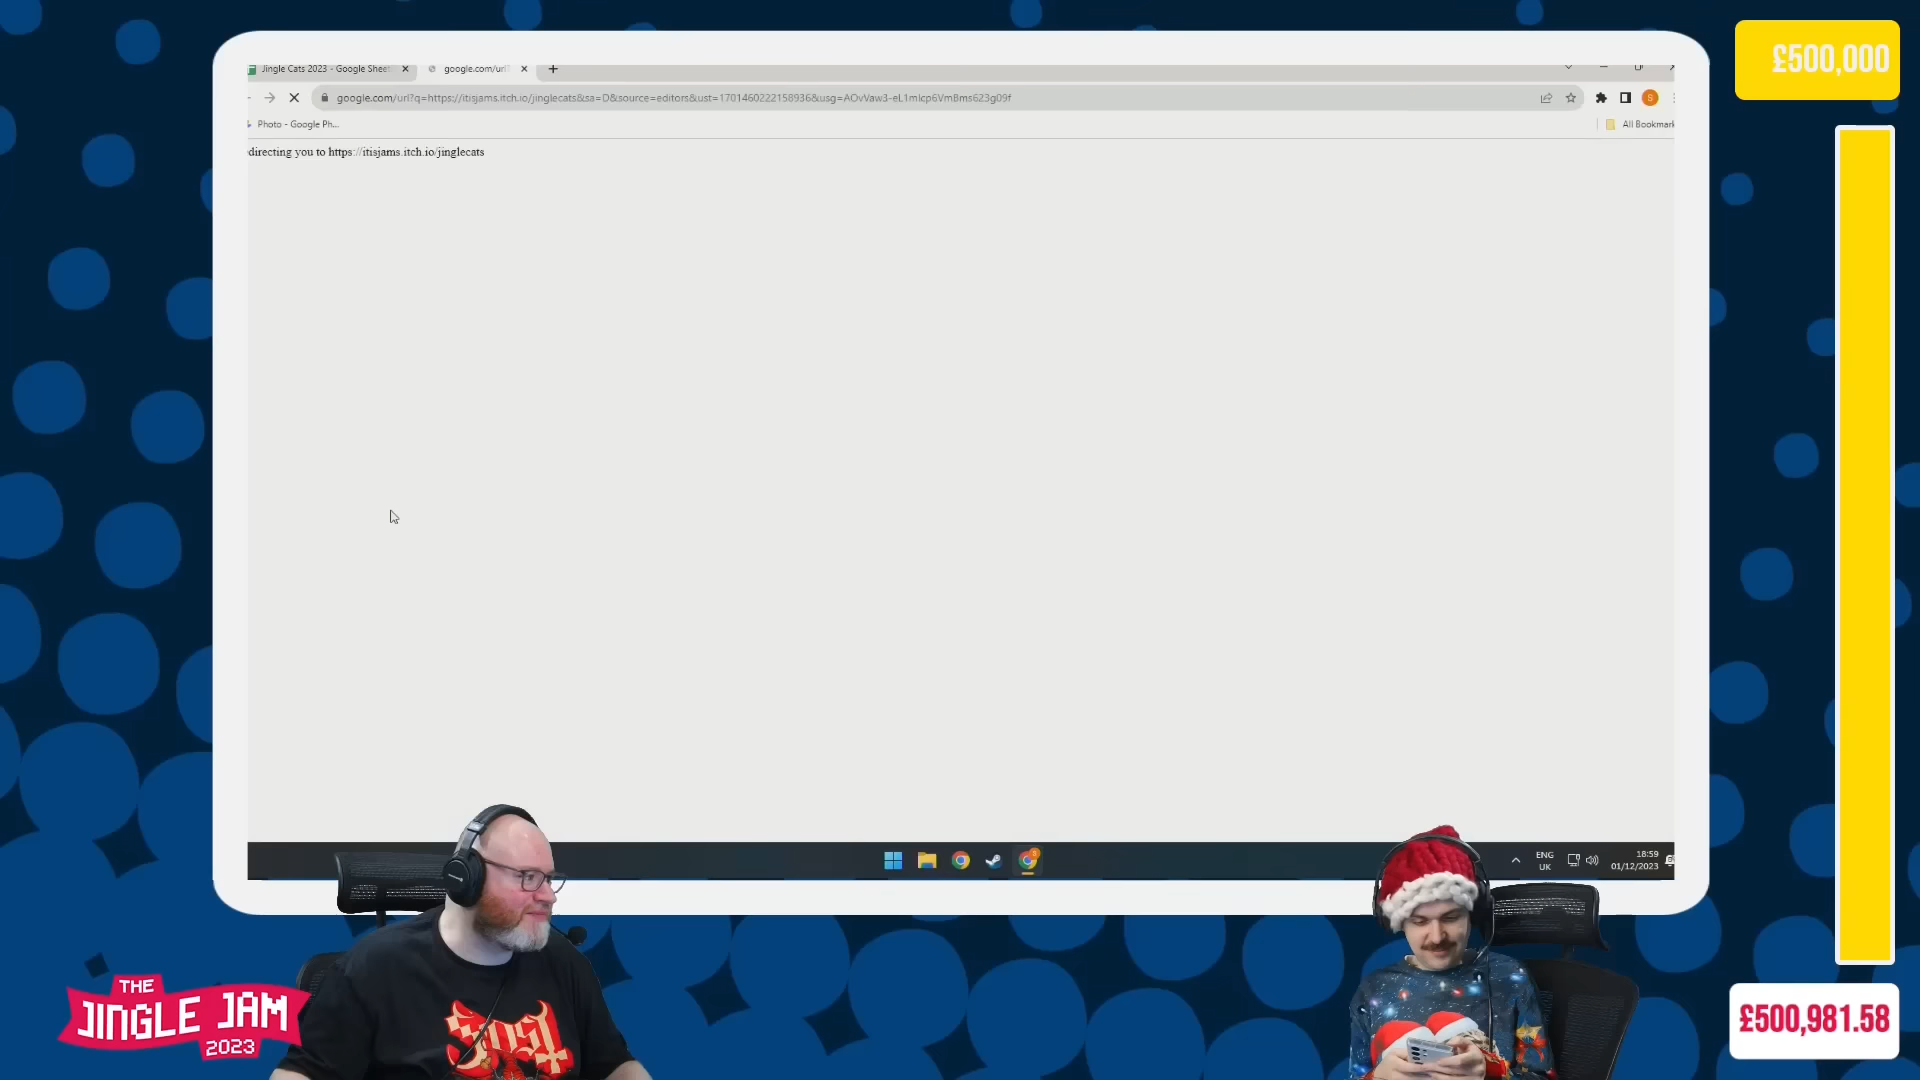 £500,000
Jingle Cats 2023 - Google Sheet
google.com/url
google.com/url?q=https://itisjams.itch.io/jinglecats&sa=D&source=editors&ust=1701460222158936&usg=AOvVaw3-eL1mlcp6VmBms623g09f
S
Photo - Google Ph...
All Bookmark
directing you to https://itisjams.itch.io/jinglecats
ENG
UK
18:59
01/12/2023
THE
JINGLE JAM
2023
Ghost
£500,981.58